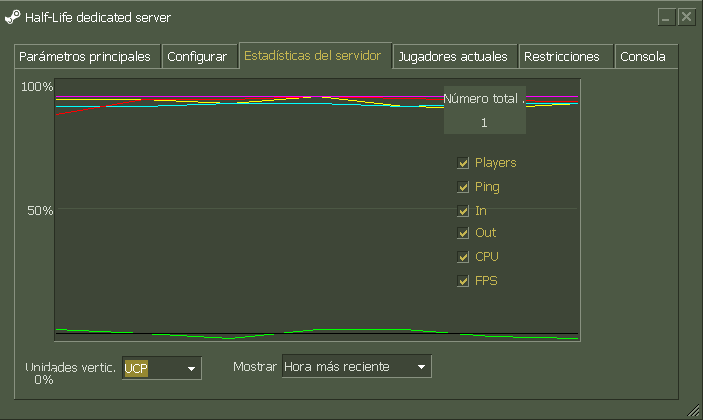 Half-Life dedicated server
Parámetros principales
Configurar
Estadísticas del servidor
Jugadores actuales
Restricciones
Consola
100%
Número total .
1
Players
Ping
In
50%
Out
CPU
FPS
Unidades vertic.
UCP
Mostrar
Hora más reciente
0%